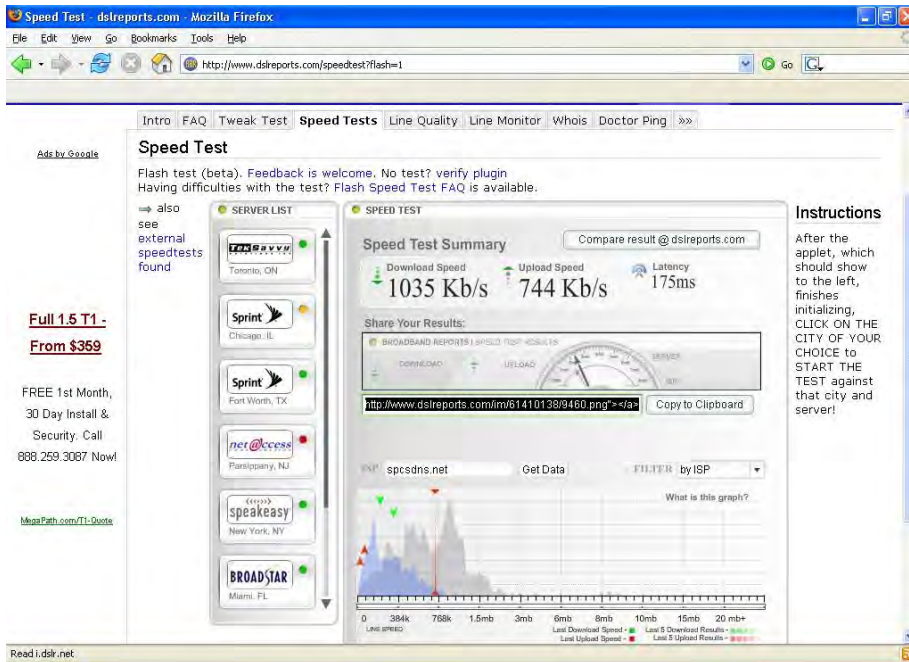 Speed Test - dslreports.com - Mozilla Firefox
File Edit View Go Bookmarks Tools Help
http://www.dslreports.com/speedtest?flash=1
Go
G
Intro FAQ Tweak Test Speed Tests Line Quality Line Monitor Whois Doctor Ping »»
Ads by Google
Full 1.5 T1 -
From $359
FREE 1st Month,
30 Day Install &
Security. Call
888.259.3087 Now!
MegaPath.com/T1-Quote
Speed Test
Flash test (beta). Feedback is welcome. No test? verify plugin
Having difficulties with the test? Flash Speed Test FAQ is available.
⇒ also
see
external
speedtests
found
SERVER LIST
TekSavvy
Toronto, ON
Sprint
Chicago, IL
Sprint
Fort Worth, TX
net@ccess
Parsippany, NJ
speakeasy
New York, NY
BROADSTAR
Miami, FL
SPEED TEST
Speed Test Summary
Compare result @ dslreports.com
Download Speed
1035 Kb/s
Upload Speed
744 Kb/s
Latency
175ms
Share Your Results:
BROADBAND REPORTS SPEED TEST RESULTS
DOWNLOAD
UPLOAD
SERVER
ISP
http://www.dslreports.com/im/61410138/9460.png"></a>
Copy to Clipboard
ISP spcsdns.net Get Data FILTER by ISP
What is this graph?
0 384k 768k 1.5mb 3mb 6mb 8mb 10mb 15mb 20 mb+
LINE SPEED
Last Download Speed - Last 5 Download Results -
Last Upload Speed - Last 5 Upload Results -
Instructions
After the
applet, which
should show
to the left,
finishes
initializing,
CLICK ON THE
CITY OF YOUR
CHOICE to
START THE
TEST against
that city and
server!
Read i.dslr.net